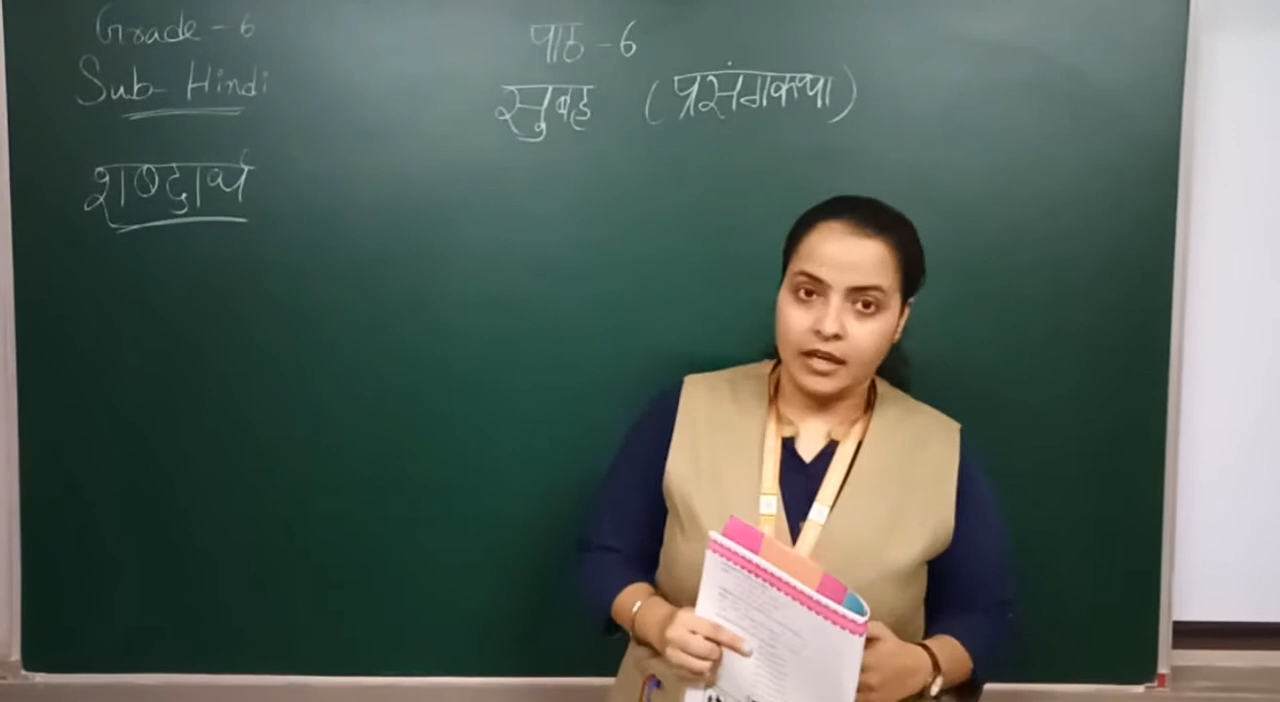 Grade - 6
Sub- Hindi
शब्दार्थ
पाठ - 6
सुबह (प्रसंगकथा)